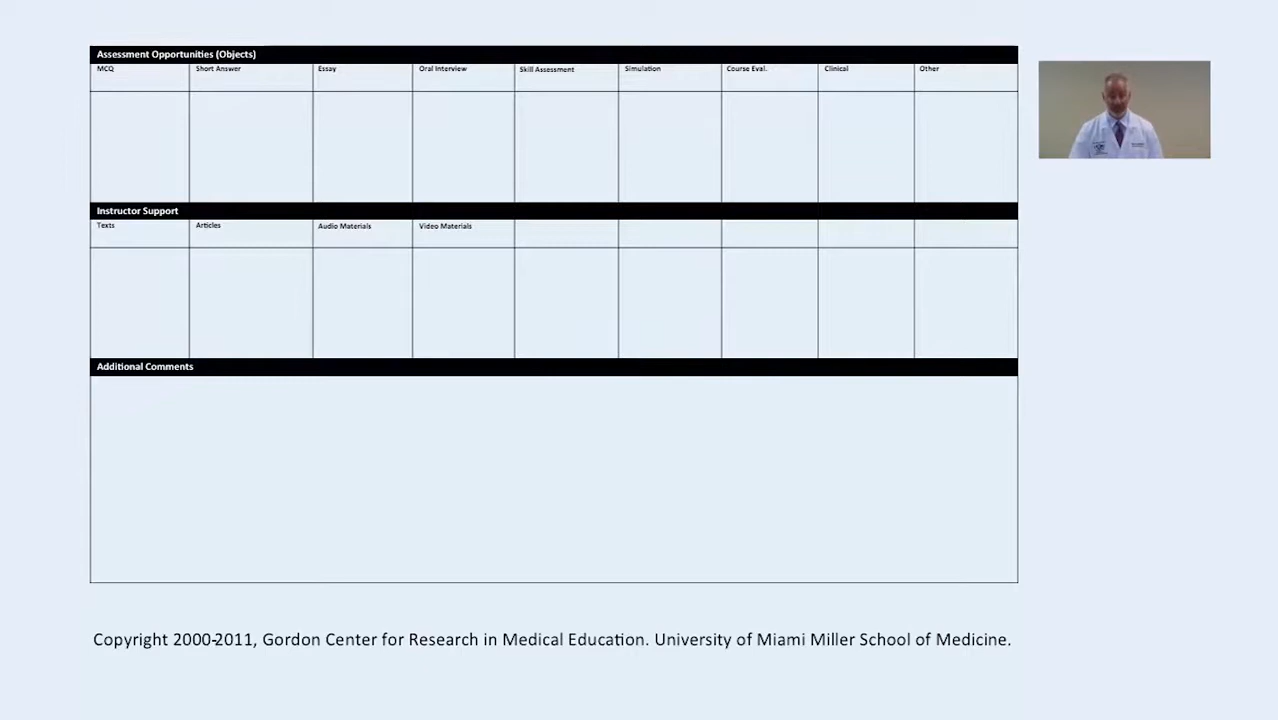 Assessment Opportunities (Objects)
MCQ Short Answer Essay Oral Interview Skill Assessment Simulation Course Eval. Clinical Other
Instructor Support
Texts Articles Audio Materials Video Materials
Additional Comments
Copyright 2000-2011, Gordon Center for Research in Medical Education. University of Miami Miller School of Medicine.